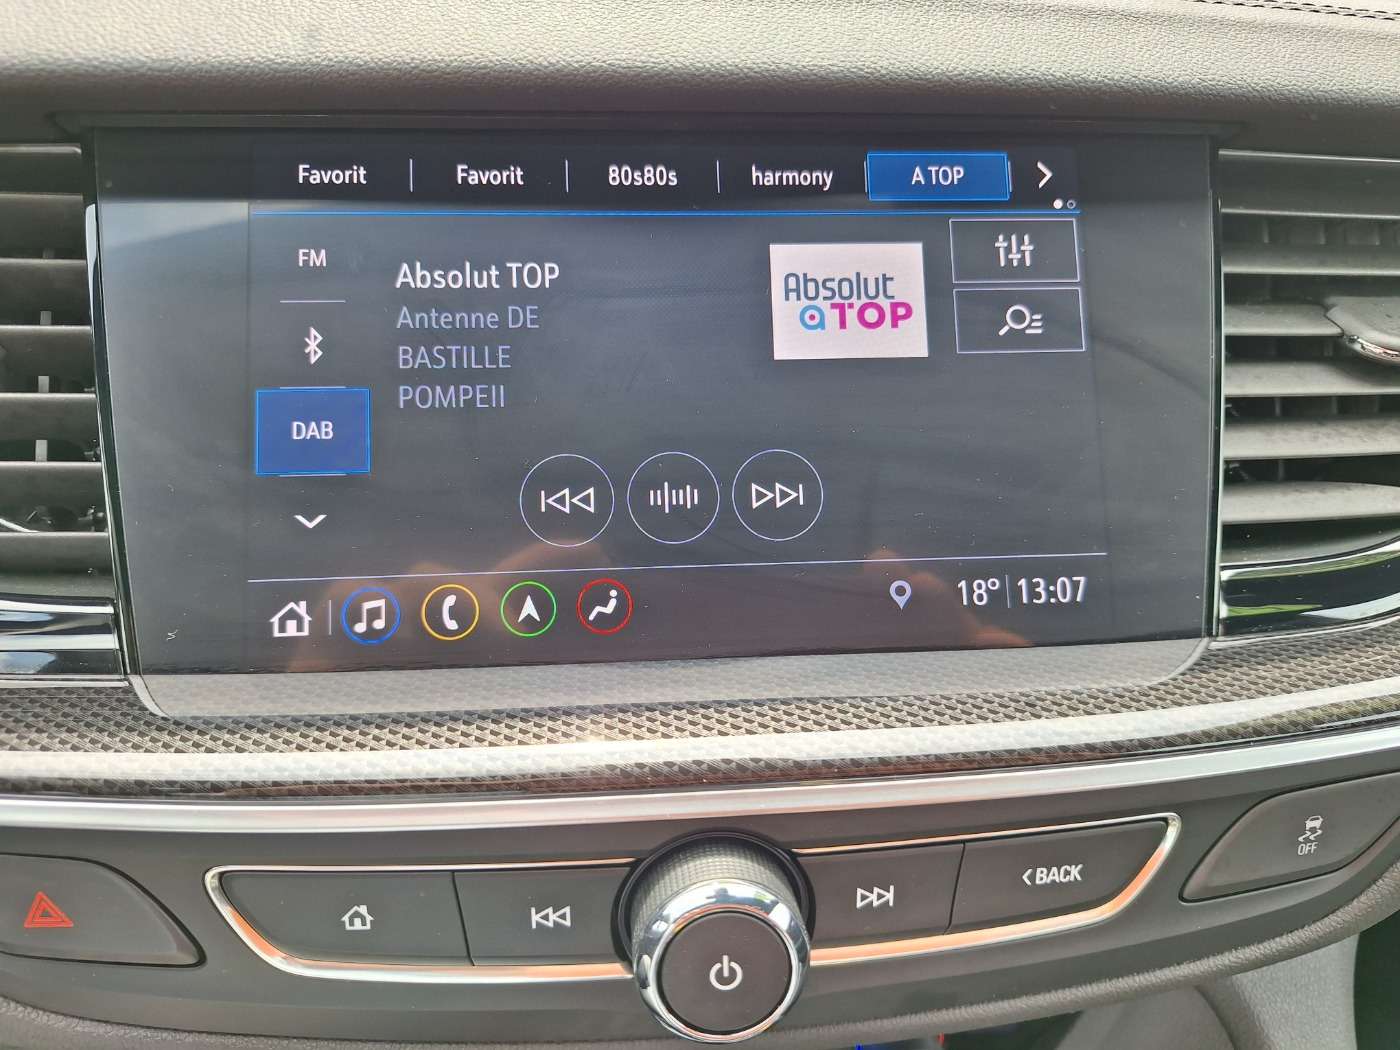 Favorit Favorit 80s80s harmony A TOP
FM
Absolut TOP
Antenne DE
BASTILLE
POMPEII
Absolut
aTOP
DAB
18° 13:07
BACK
OFF